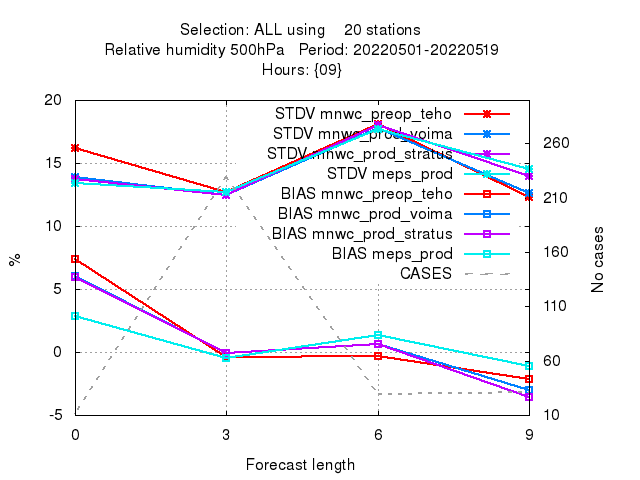 Selection: ALL using    20 stations
Relative humidity 500hPa   Period: 20220501-20220519
Hours: {09}
20
15
10
5
0
-5
%
STDV mnwc_preop_teho
STDV mnwc_prod_voima
STDV mnwc_prod_stratus
STDV meps_prod
BIAS mnwc_preop_teho
BIAS mnwc_prod_voima
BIAS mnwc_prod_stratus
BIAS meps_prod
CASES
260
210
160
110
60
10
No cases
0 3 6 9
Forecast length